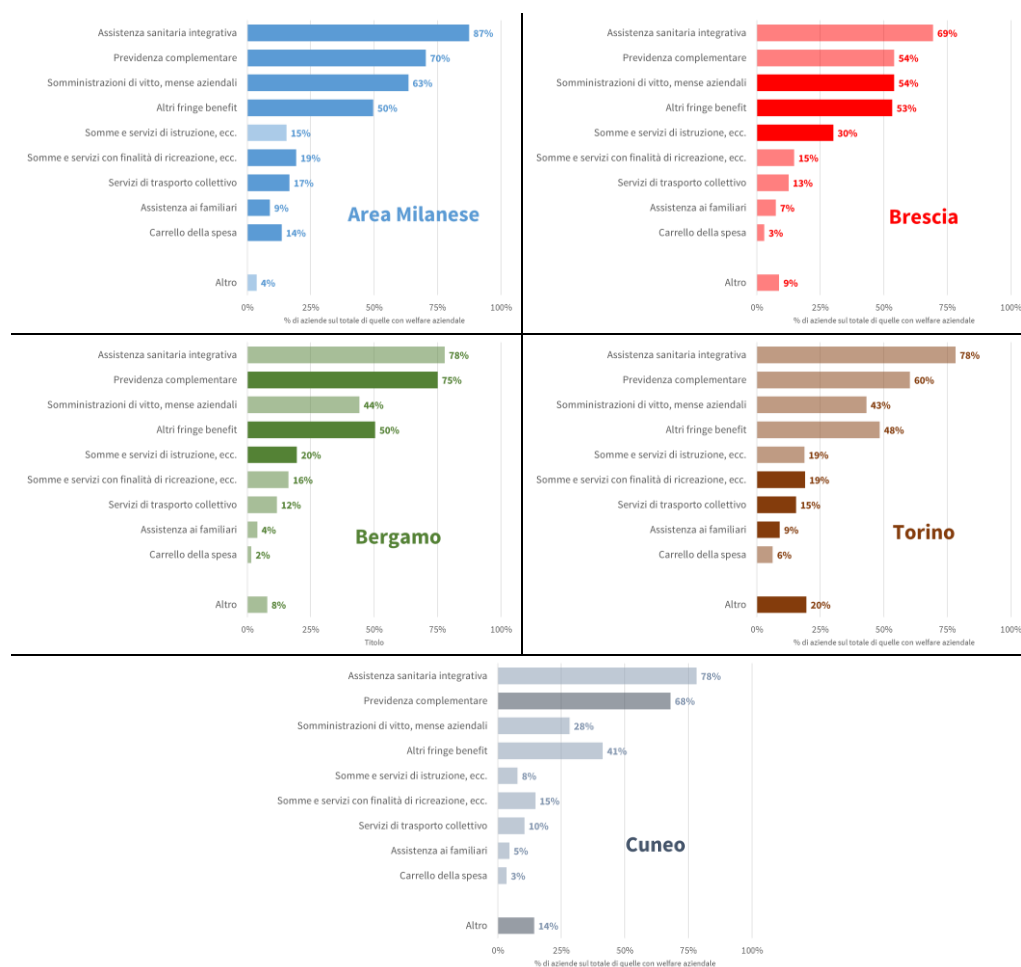 Assistenza sanitaria integrativa 87%
Previdenza complementare 70%
Somministrazioni di vitto, mense aziendali 63%
Altri fringe benefit 50%
Somme e servizi di istruzione, ecc. 15%
Somme e servizi con finalità di ricreazione, ecc. 19%
Servizi di trasporto collettivo 17%
Assistenza ai familiari 9%
Area Milanese
Carrello della spesa 14%
Altro 4%
0% 25% 50% 75% 100%
% di aziende sul totale di quelle con welfare aziendale
Assistenza sanitaria integrativa 69%
Previdenza complementare 54%
Somministrazioni di vitto, mense aziendali 54%
Altri fringe benefit 53%
Somme e servizi di istruzione, ecc. 30%
Somme e servizi con finalità di ricreazione, ecc. 15%
Servizi di trasporto collettivo 13%
Assistenza ai familiari 7%
Brescia
Carrello della spesa 3%
Altro 9%
0% 25% 50% 75% 100%
% di aziende sul totale di quelle con welfare aziendale
Assistenza sanitaria integrativa 78%
Previdenza complementare 75%
Somministrazioni di vitto, mense aziendali 44%
Altri fringe benefit 50%
Somme e servizi di istruzione, ecc. 20%
Somme e servizi con finalità di ricreazione, ecc. 16%
Servizi di trasporto collettivo 12%
Assistenza ai familiari 4%
Bergamo
Carrello della spesa 2%
Altro 8%
0% 25% 50% 75% 100%
Titolo
Assistenza sanitaria integrativa 78%
Previdenza complementare 60%
Somministrazioni di vitto, mense aziendali 43%
Altri fringe benefit 48%
Somme e servizi di istruzione, ecc. 19%
Somme e servizi con finalità di ricreazione, ecc. 19%
Servizi di trasporto collettivo 15%
Assistenza ai familiari 9%
Torino
Carrello della spesa 6%
Altro 20%
0% 25% 50% 75% 100%
% di aziende sul totale di quelle con welfare aziendale
Assistenza sanitaria integrativa 78%
Previdenza complementare 68%
Somministrazioni di vitto, mense aziendali 28%
Altri fringe benefit 41%
Somme e servizi di istruzione, ecc. 8%
Somme e servizi con finalità di ricreazione, ecc. 15%
Servizi di trasporto collettivo 10%
Cuneo
Assistenza ai familiari 5%
Carrello della spesa 3%
Altro 14%
0% 25% 50% 75% 100%
% di aziende sul totale di quelle con welfare aziendale